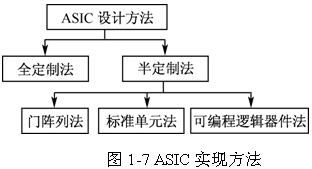 ASIC 设计方法
全定制法
半定制法
门阵列法
标准单元法
可编程逻辑器件法
图 1-7 ASIC 实现方法